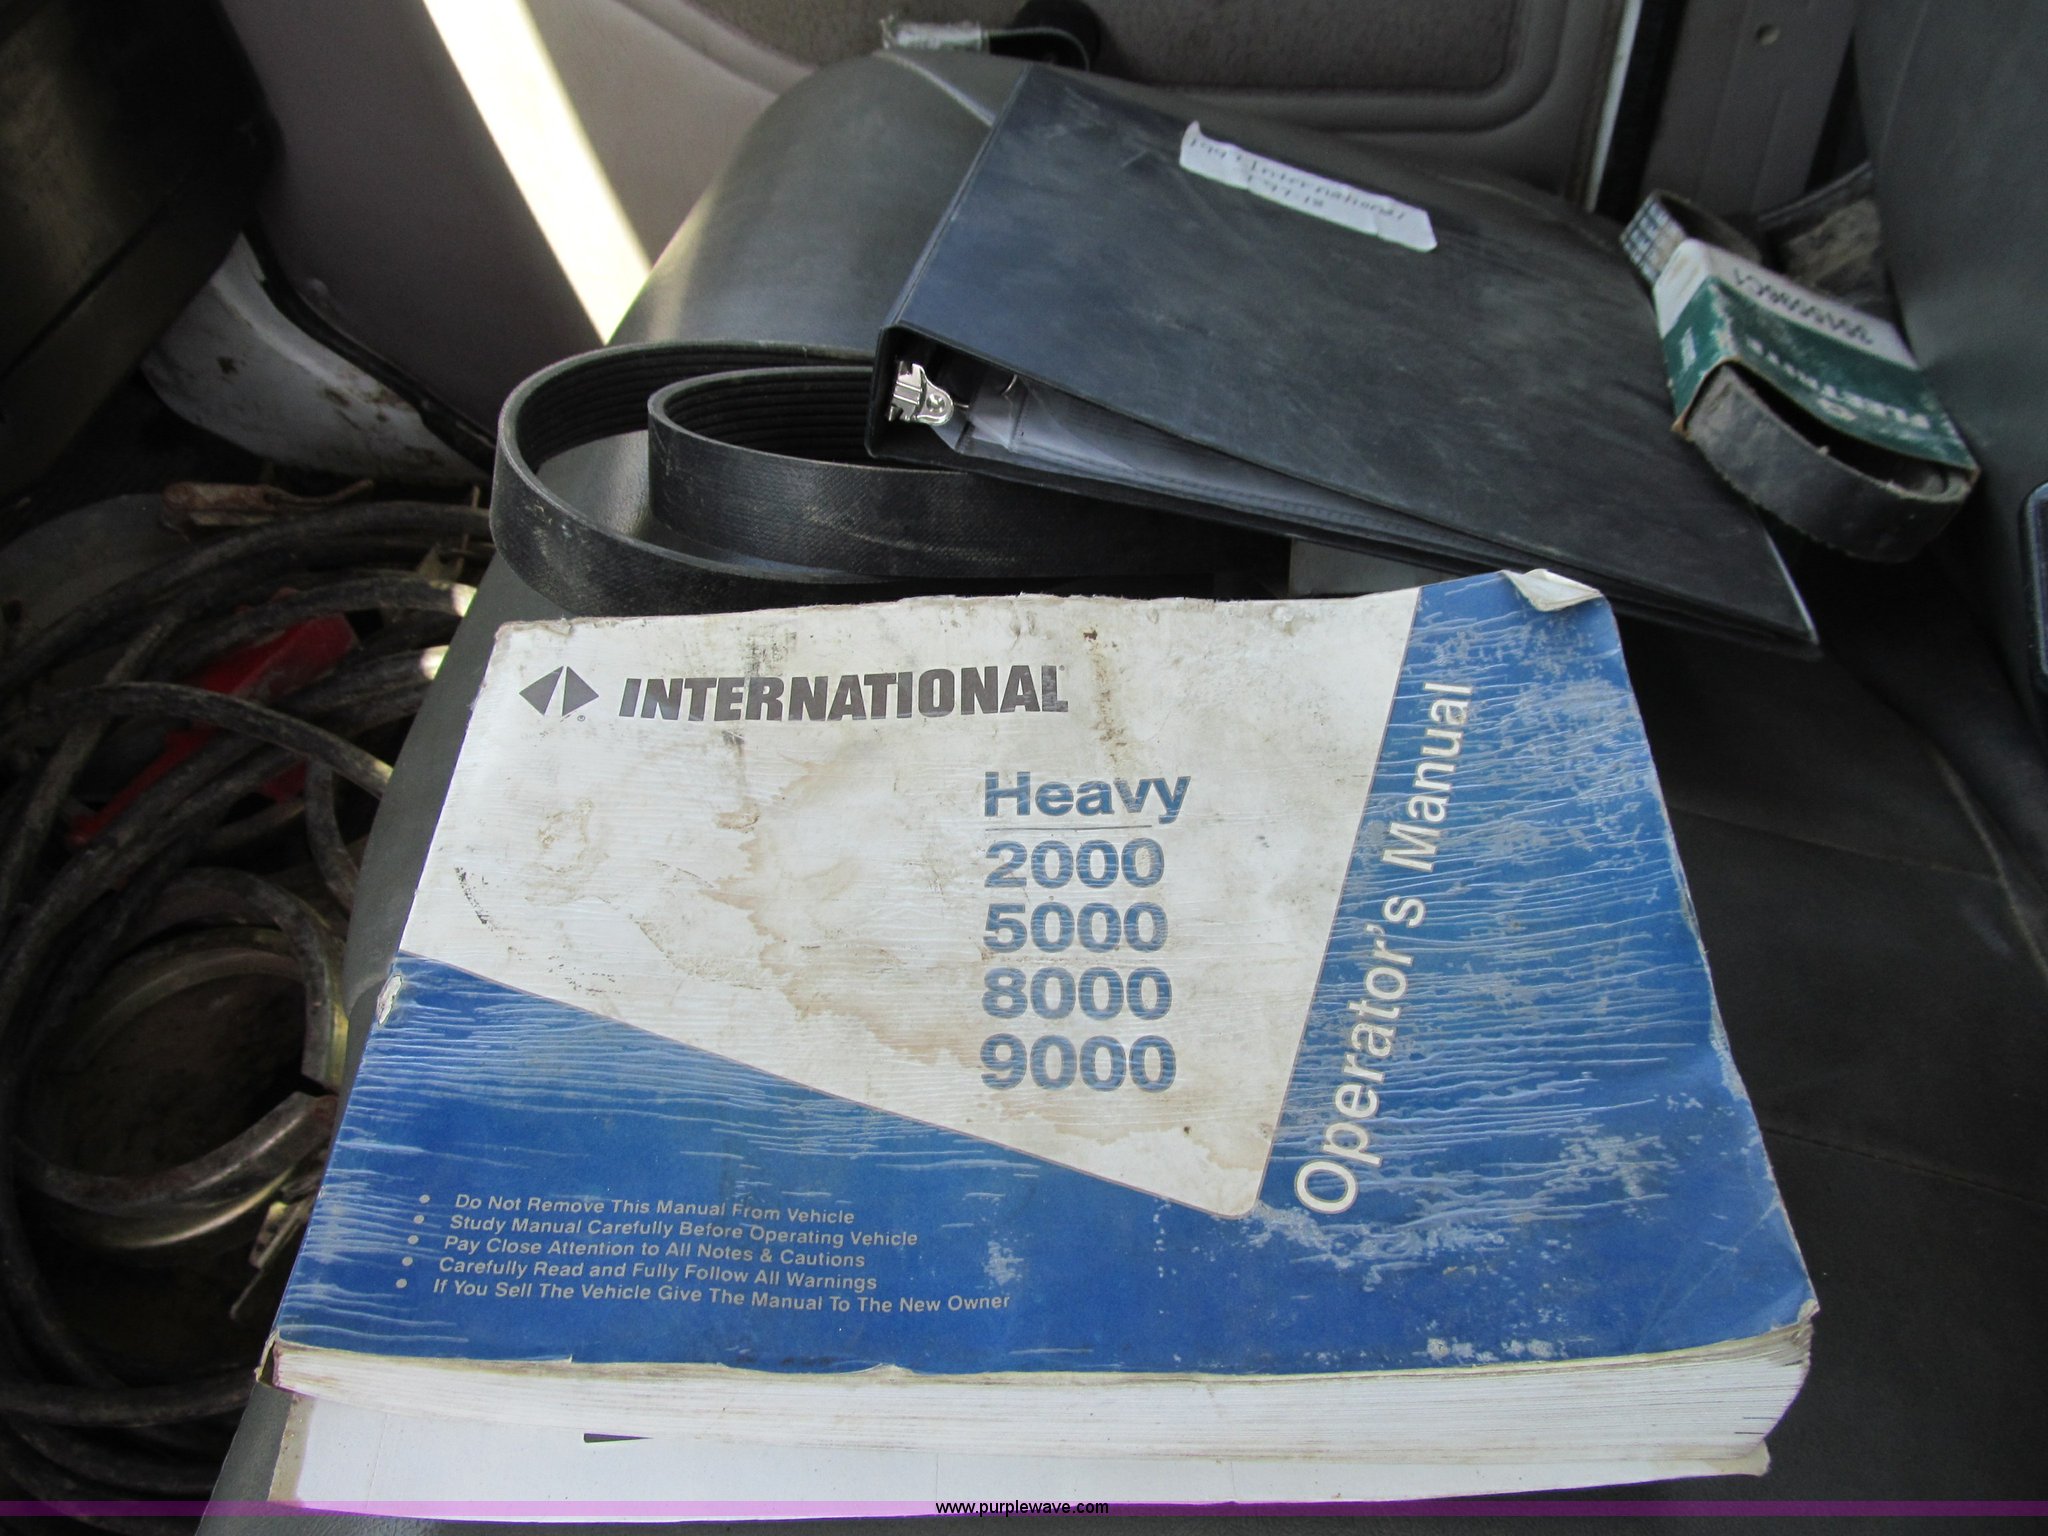 International
INTERNATIONAL
Heavy
2000
5000
8000
9000
Operator's Manual
• Do Not Remove This Manual From Vehicle
• Study Manual Carefully Before Operating Vehicle
• Pay Close Attention to All Notes & Cautions
• Carefully Read and Fully Follow All Warnings
• If You Sell The Vehicle Give The Manual To The New Owner
www.purplewave.com